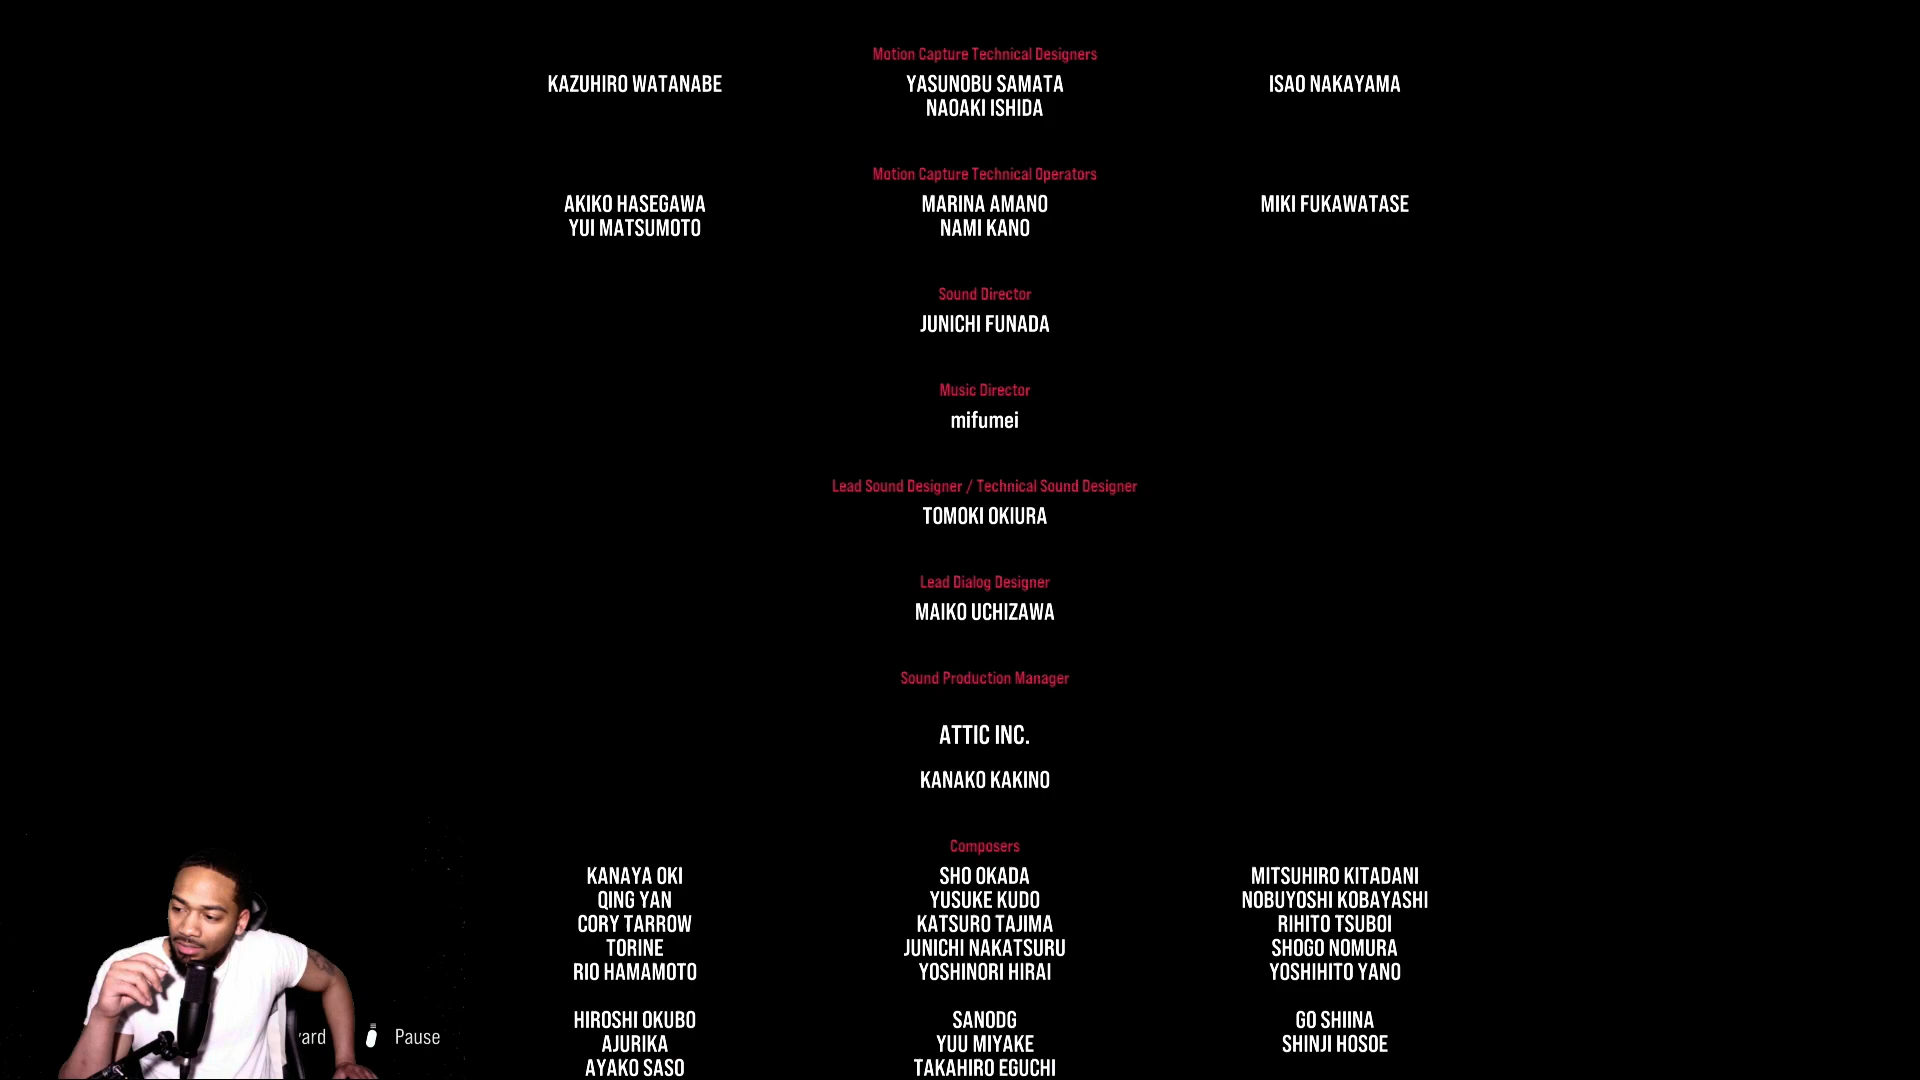 Motion Capture Technical Designers
KAZUHIRO WATANABE YASUNOBU SAMATA ISAO NAKAYAMA
NAOAKI ISHIDA
Motion Capture Technical Operators
AKIKO HASEGAWA MARINA AMANO MIKI FUKAWATASE
YUI MATSUMOTO NAMI KANO
Sound Director
JUNICHI FUNADA
Music Director
mifumei
Lead Sound Designer / Technical Sound Designer
TOMOKI OKIURA
Lead Dialog Designer
MAIKO UCHIZAWA
Sound Production Manager
ATTIC INC.
KANAKO KAKINO
Composers
KANAYA OKI SHO OKADA MITSUHIRO KITADANI
QING YAN YUSUKE KUDO NOBUYOSHI KOBAYASHI
CORY TARROW KATSURO TAJIMA RIHITO TSUBOI
TORINE JUNICHI NAKATSURU SHOGO NOMURA
RIO HAMAMOTO YOSHINORI HIRAI YOSHIHITO YANO
HIROSHI OKUBO SANODG GO SHIINA
AJURIKA YUU MIYAKE SHINJI HOSOE
AYAKO SASO TAKAHIRO EGUCHI
Pause